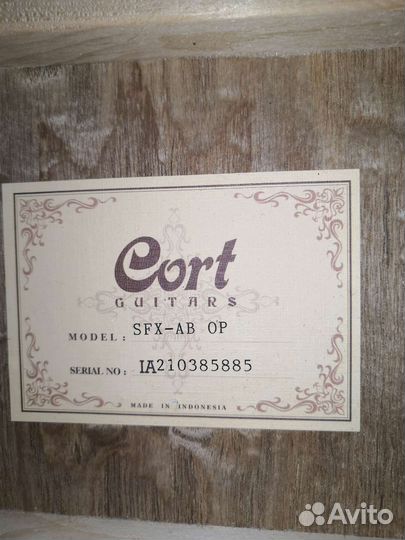 Cort
GUITARS
MODEL: SFX-AB OP
SERIAL NO: IA210385885
MADE IN INDONESIA
Avito